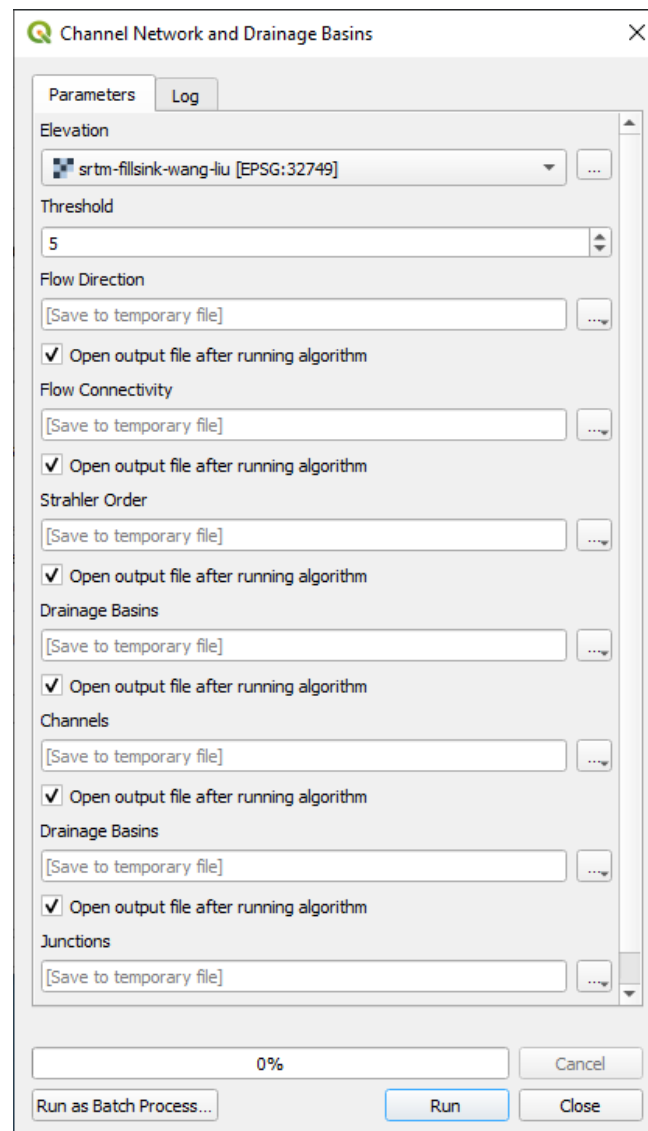 Channel Network and Drainage Basins
Parameters
Log
Elevation
srtm-fillsink-wang-liu [EPSG:32749]
...
Threshold
5
Flow Direction
[Save to temporary file]
...
Open output file after running algorithm
Flow Connectivity
[Save to temporary file]
...
Open output file after running algorithm
Strahler Order
[Save to temporary file]
...
Open output file after running algorithm
Drainage Basins
[Save to temporary file]
...
Open output file after running algorithm
Channels
[Save to temporary file]
...
Open output file after running algorithm
Drainage Basins
[Save to temporary file]
...
Open output file after running algorithm
Junctions
[Save to temporary file]
...
0%
Cancel
Run as Batch Process...
Run
Close